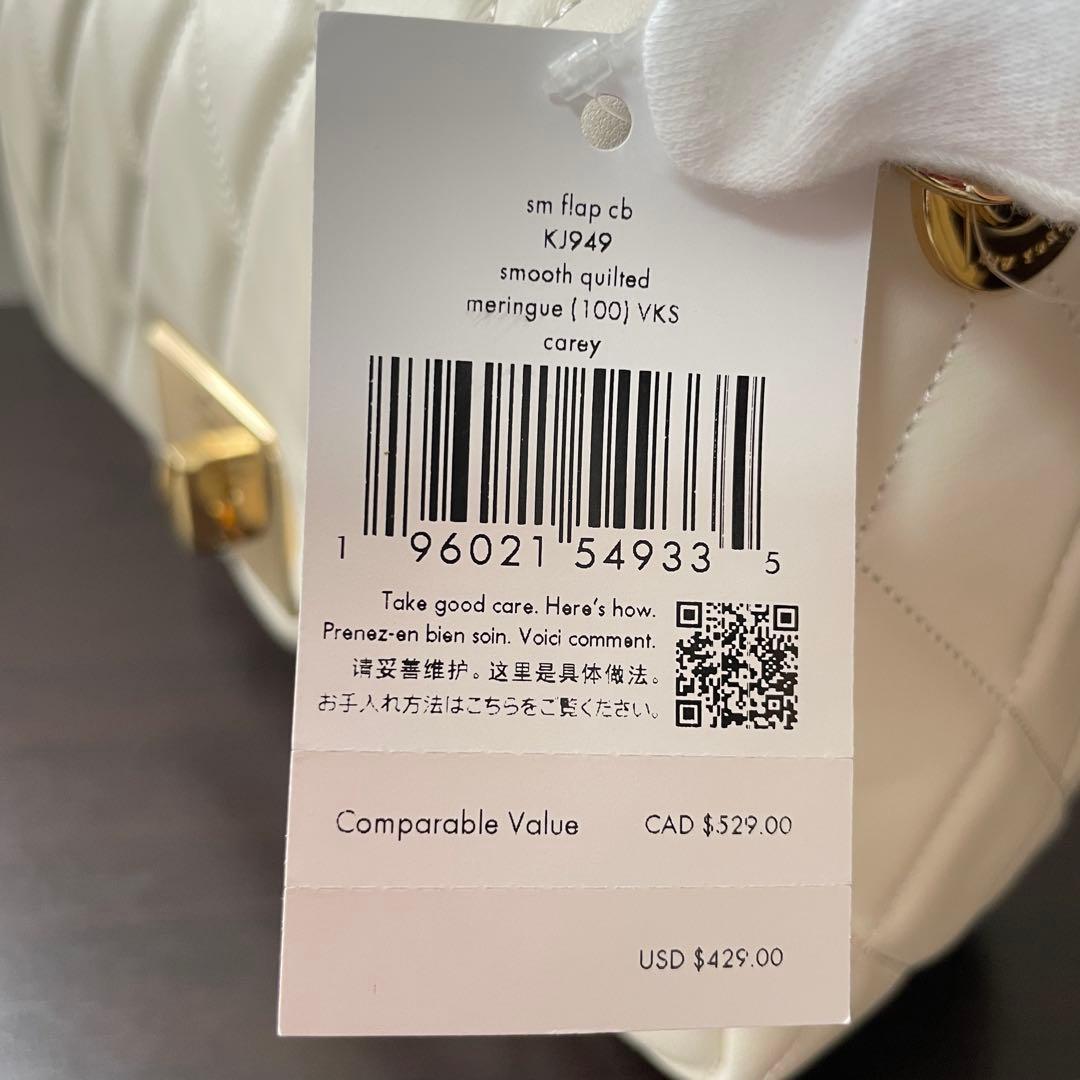 sm flap cb
KJ949
smooth quilted
meringue (100) VKS
carey
1 96021 54933 5
Take good care. Here's how.
Prenez-en bien soin. Voici comment.
请妥善维护。这里是具体做法。
お手入れ方法はこちらをご覧ください。
Comparable Value CAD $529.00
USD $429.00